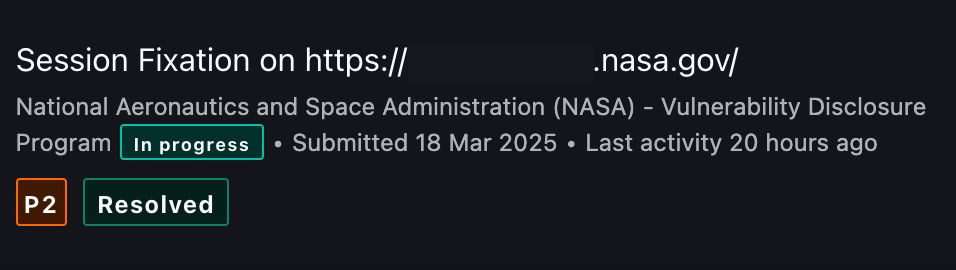 Session Fixation on https:// .nasa.gov/
National Aeronautics and Space Administration (NASA) - Vulnerability Disclosure
Program In progress • Submitted 18 Mar 2025 • Last activity 20 hours ago
P2 Resolved